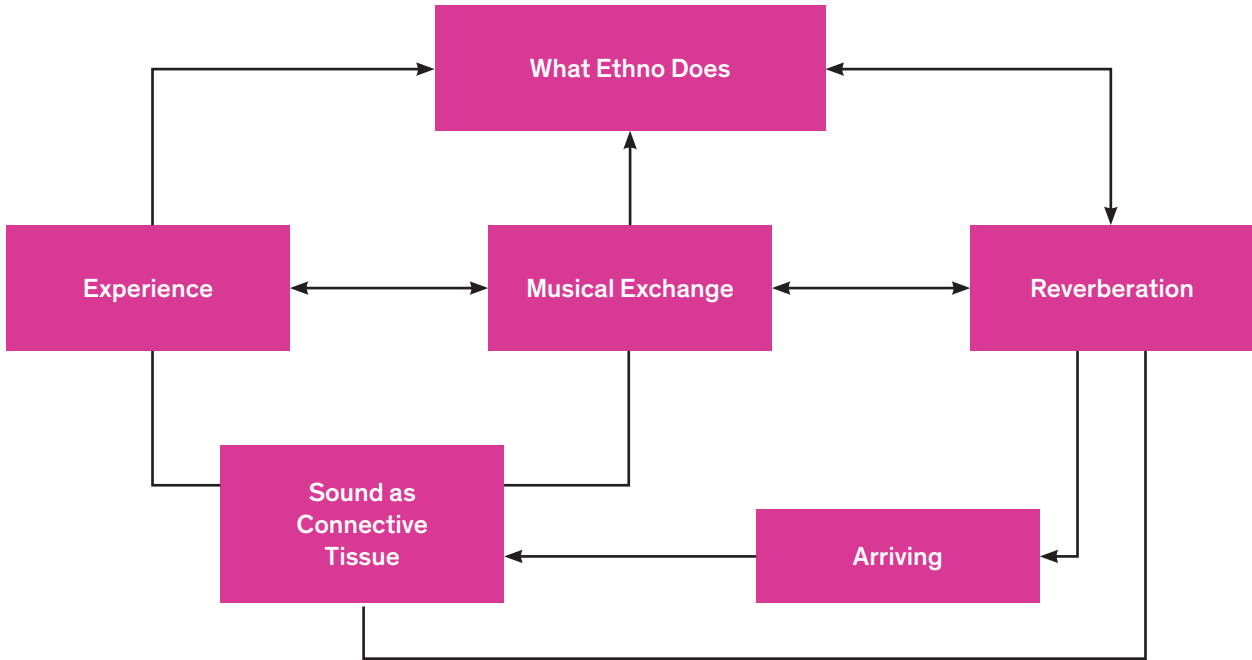 What Ethno Does
Experience
Musical Exchange
Reverberation
Sound as
Connective
Tissue
Arriving